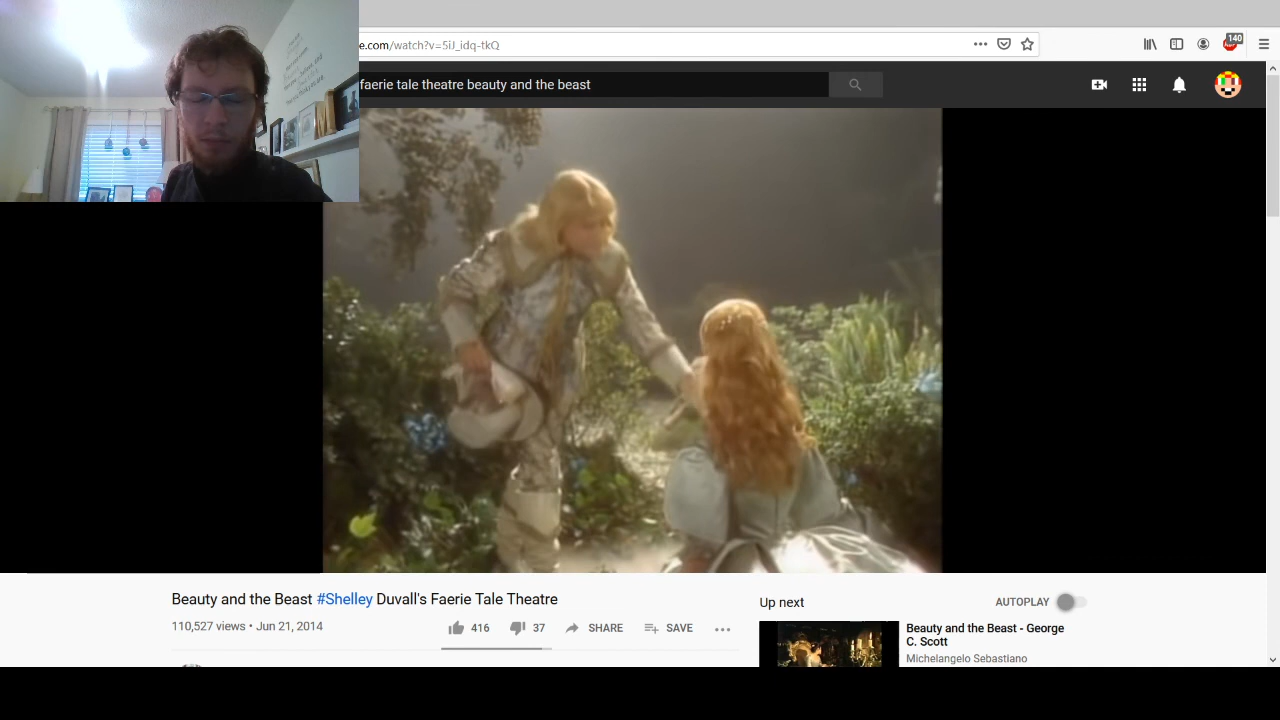 e.com/watch?v=5iJ_idq-tkQ
140
faerie tale theatre beauty and the beast
Beauty and the Beast #Shelley Duvall's Faerie Tale Theatre
110,527 views • Jun 21, 2014
416
37
SHARE
SAVE
Up next
AUTOPLAY
Beauty and the Beast - George
C. Scott
Michelangelo Sebastiano